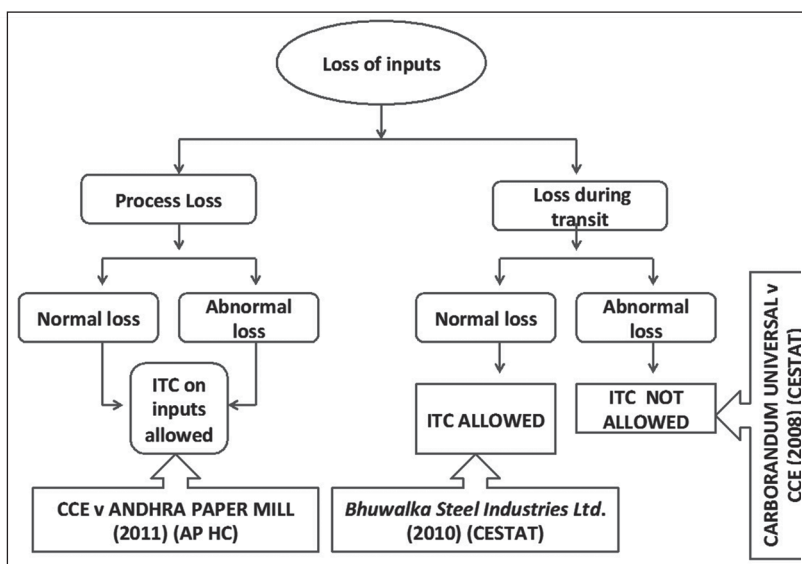 Loss of inputs
Process Loss
Loss during
transit
Normal loss
Abnormal
loss
Normal loss
Abnormal
loss
ITC on
inputs
allowed
ITC ALLOWED
ITC NOT
ALLOWED
CARBORANDUM UNIVERSAL v
CCE (2008) (CESTAT)
CCE v ANDHRA PAPER MILL
(2011) (AP HC)
Bhuwalka Steel Industries Ltd.
(2010) (CESTAT)